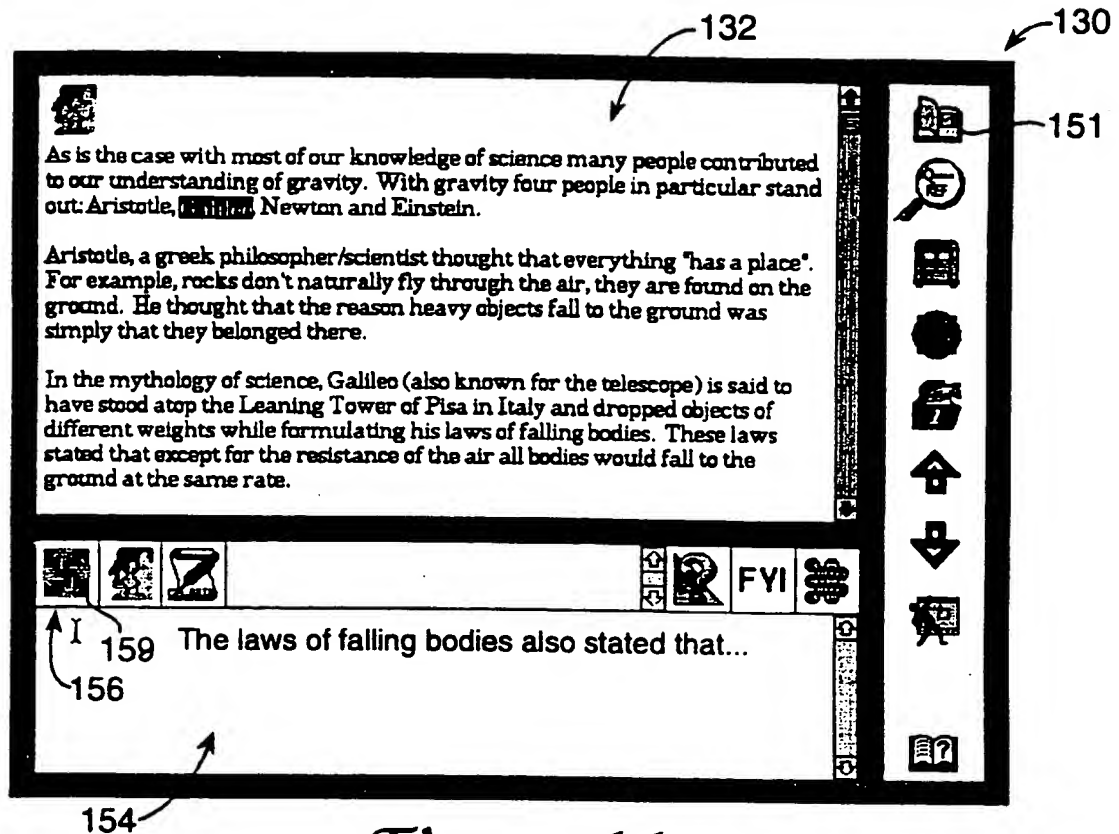 132
130
151
As is the case with most of our knowledge of science many people contributed
to our understanding of gravity. With gravity four people in particular stand
out: Aristotle, Newton and Einstein.
REF
Aristotle, a greek philosopher/scientist thought that everything "has a place".
For example, rocks don't naturally fly through the air, they are found on the
ground. He thought that the reason heavy objects fall to the ground was
simply that they belonged there.
In the mythology of science, Galileo (also known for the telescope) is said to
have stood atop the Leaning Tower of Pisa in Italy and dropped objects of
different weights while formulating his laws of falling bodies. These laws
stated that except for the resistance of the air all bodies would fall to the
ground at the same rate.
FYI
159
The laws of falling bodies also stated that...
156
?
154